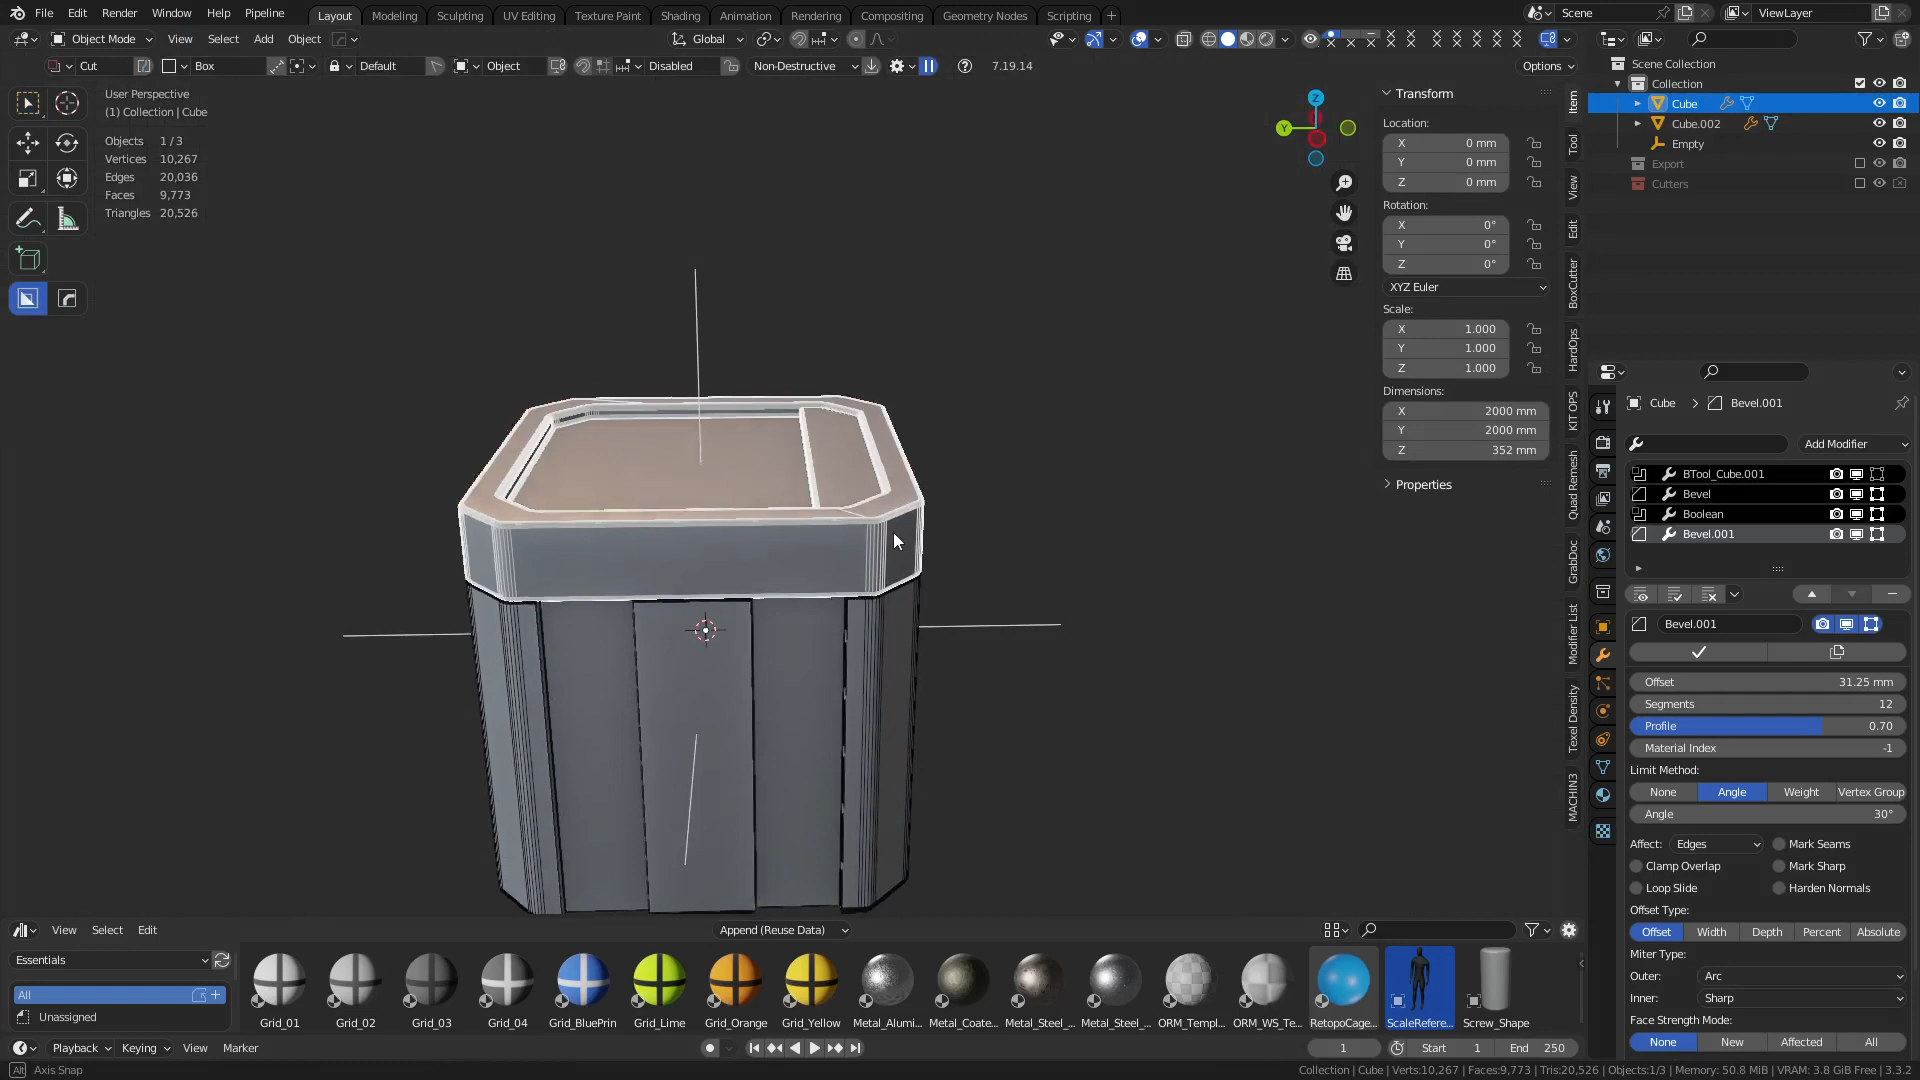 File Edit Render Window Help Pipeline Layout Modeling Sculpting UV Editing Texture Paint Shading Animation Rendering Compositing Geometry Nodes Scripting + Scene ViewLayer
Object Mode View Select Add Object Global
Cut Box Default Object Disabled Non-Destructive 7.19.14 Options
User Perspective
(1) Collection | Cube
Objects 1 / 3
Vertices 10,267
Edges 20,036
Faces 9,773
Triangles 20,526
Z
Y
Transform
Location:
X 0 mm
Y 0 mm
Z 0 mm
Rotation:
X 0°
Y 0°
Z 0°
XYZ Euler
Scale:
X 1.000
Y 1.000
Z 1.000
Dimensions:
X 2000 mm
Y 2000 mm
Z 352 mm
Properties
Item
Tool
View
Edit
BoxCutter
HardOps
KIT OPS
Quad Remesh
GrabDoc
Modifier List
Texel Density
MACHIN3
Scene Collection
Collection
Cube
Cube.002
Empty
Export
Cutters
Cube > Bevel.001
Add Modifier
BTool_Cube.001
Bevel
Boolean
Bevel.001
Bevel.001
Offset 31.25 mm
Segments 12
Profile 0.70
Material Index -1
Limit Method:
None Angle Weight Vertex Group
Angle 30°
Affect: Edges Mark Seams
Clamp Overlap Mark Sharp
Loop Slide Harden Normals
Offset Type:
Offset Width Depth Percent Absolute
Miter Type:
Outer: Arc
Inner: Sharp
Face Strength Mode:
None New Affected All
View Select Edit Append (Reuse Data)
Essentials
All
Unassigned
Grid_01 Grid_02 Grid_03 Grid_04 Grid_BluePrin Grid_Lime Grid_Orange Grid_Yellow Metal_Alumi... Metal_Coate... Metal_Steel_... Metal_Steel_... ORM_Templ... ORM_WS_Te... RetopoCage... ScaleRefere... Screw_Shape
Playback Keying View Marker 1 Start 1 End 250
Alt Axis Snap Collection | Cube | Verts:10,267 | Faces:9,773 | Tris:20,526 | Objects:1/3 | Memory: 50.8 MiB | VRAM: 3.8 GiB Free | 3.3.2